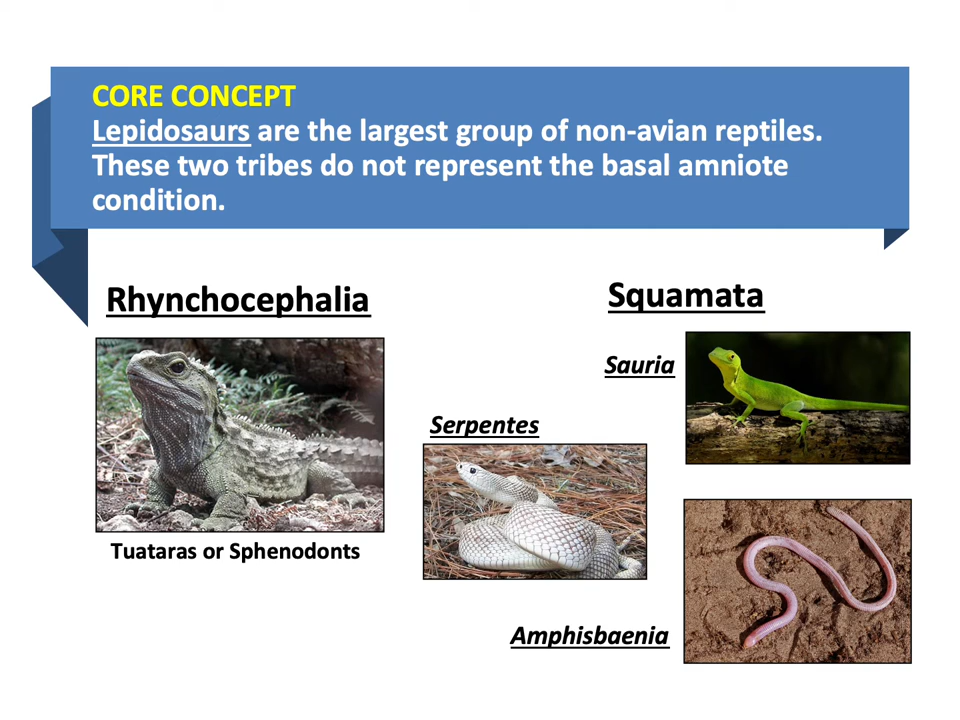 CORE CONCEPT
Lepidosaurs are the largest group of non-avian reptiles.
These two tribes do not represent the basal amniote
condition.
Rhynchocephalia
Squamata
Sauria
Serpentes
Tuataras or Sphenodonts
Amphisbaenia